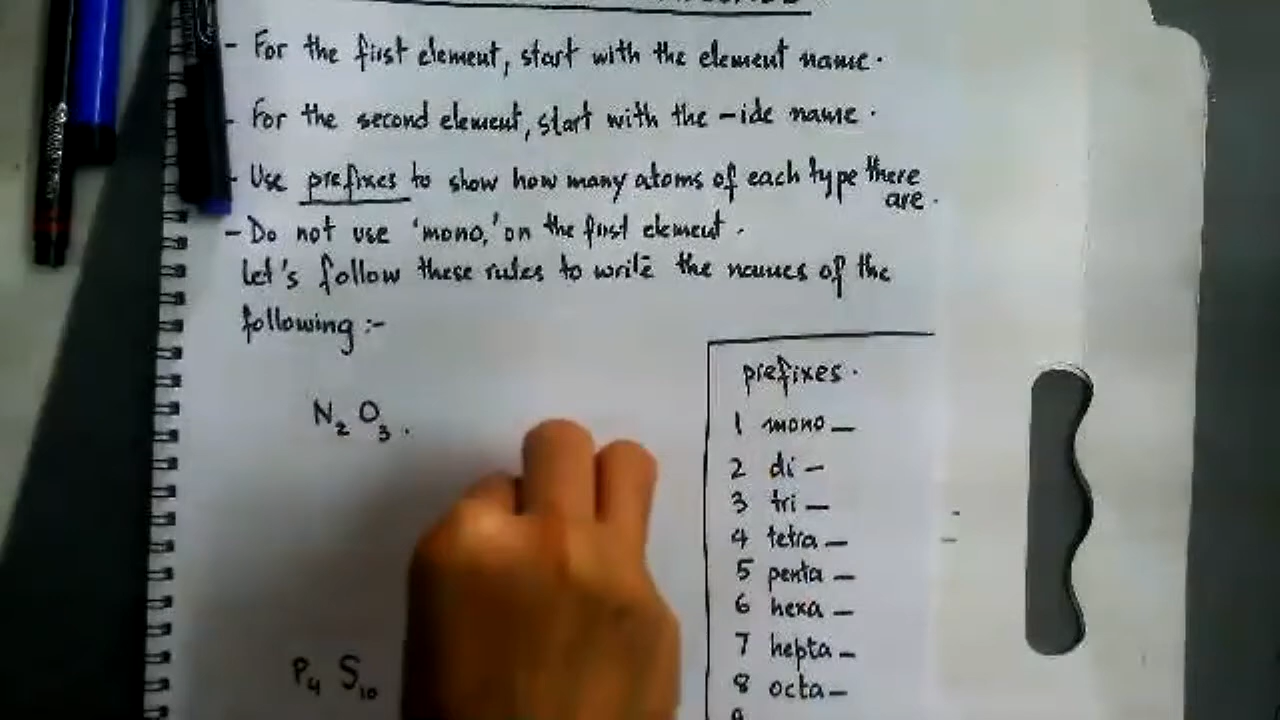 - For the first element, start with the element name.
- For the second element, start with the -ide name.
- Use prefixes to show how many atoms of each type there
are.
- Do not use 'mono,' on the first element.
Let's follow these rules to write the names of the
following :-
N2 O3.
P4 S10
prefixes.
1 mono -
2 di -
3 tri -
4 tetra -
5 penta -
6 hexa -
7 hepta -
8 octa -
9